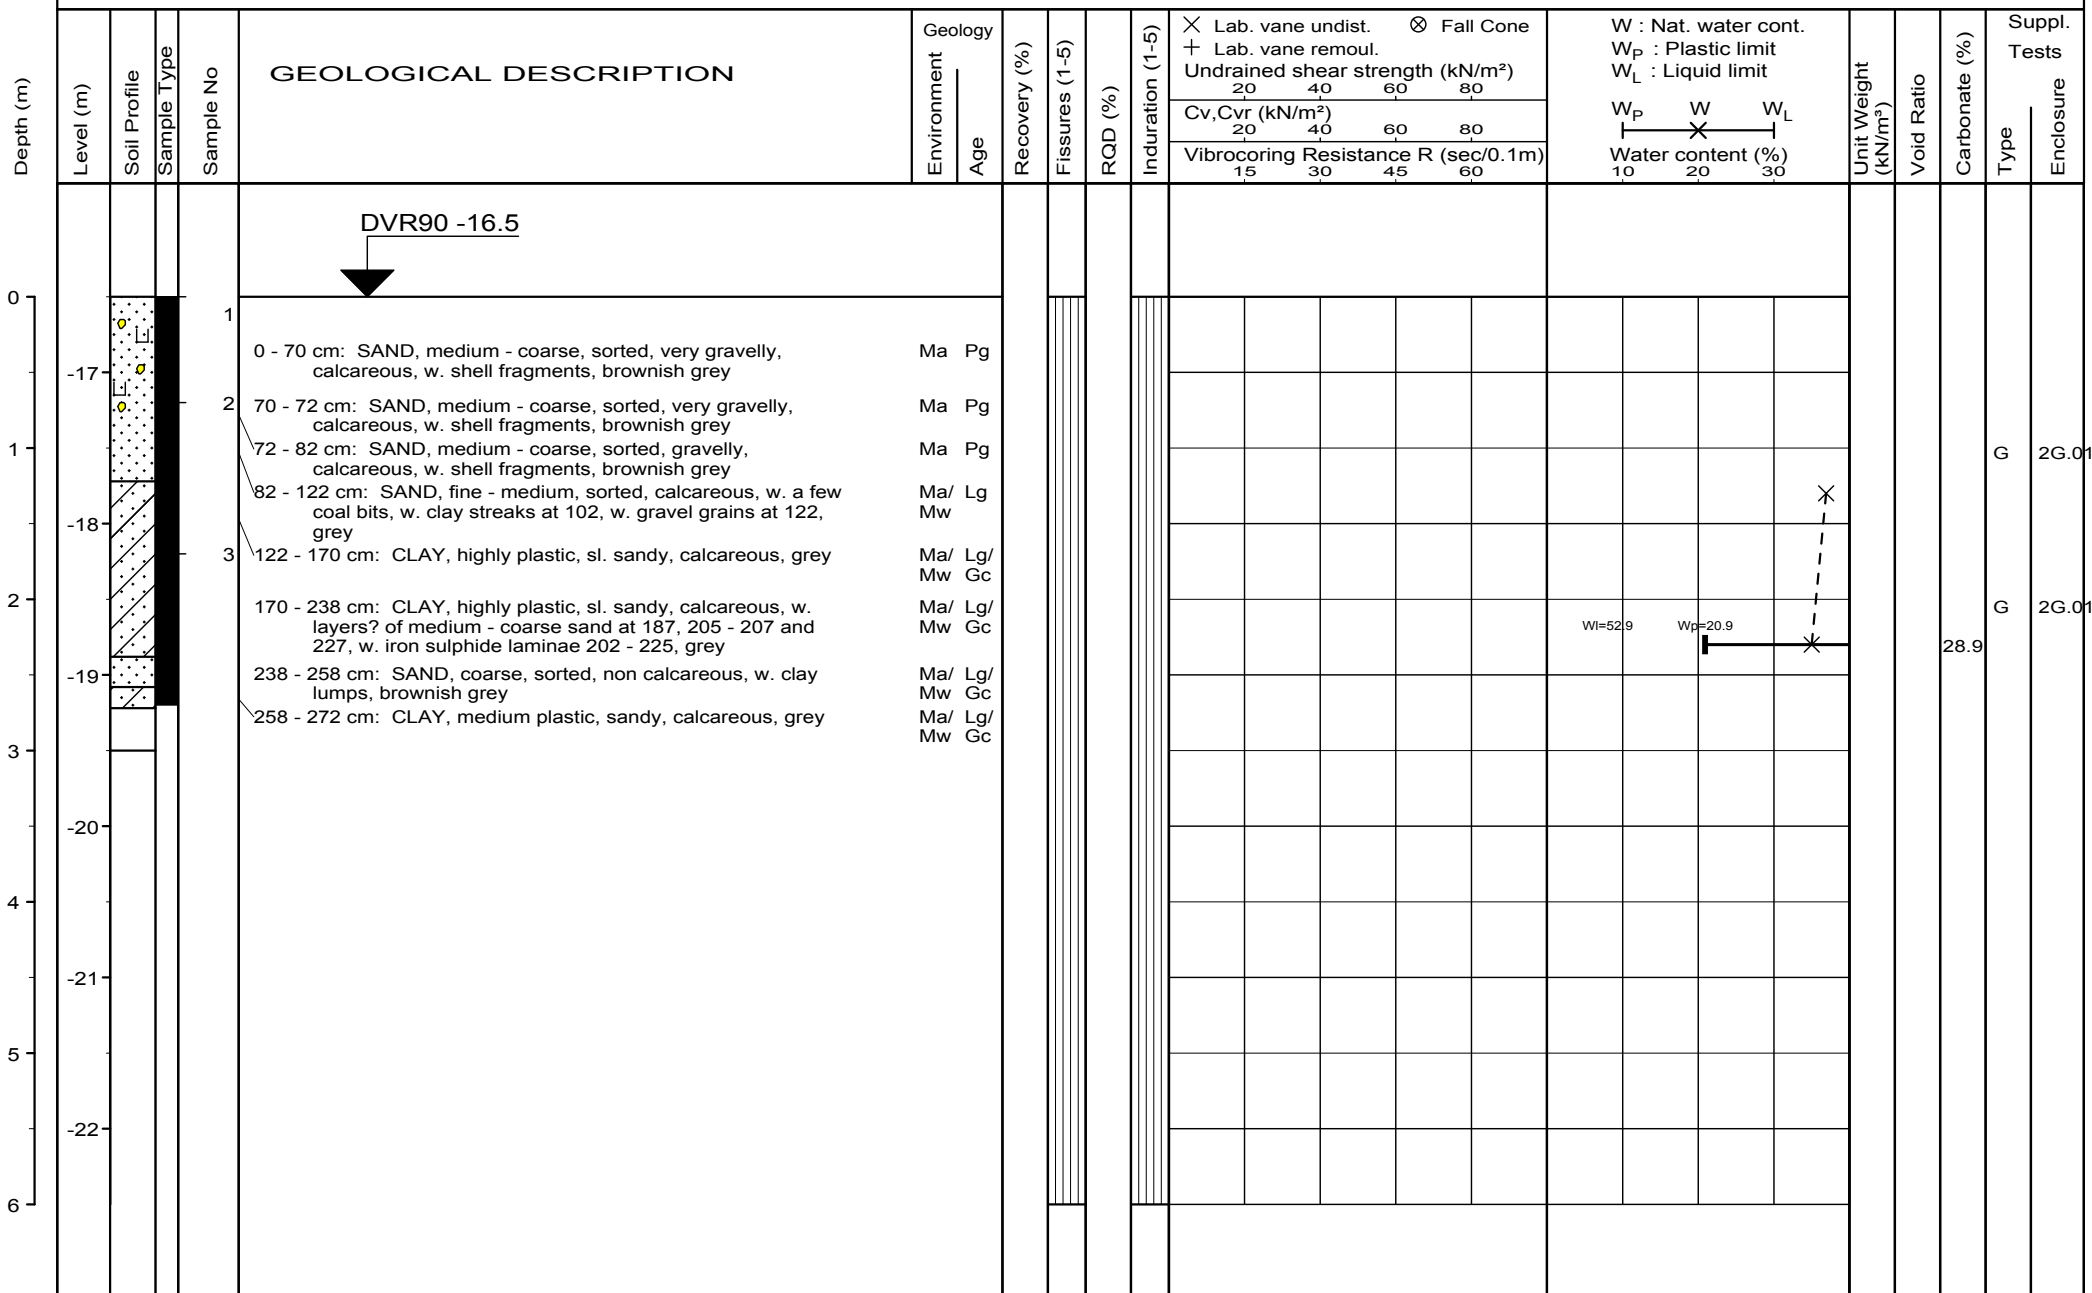 Depth (m)
Level (m)
Soil Profile
Sample Type
Sample No
GEOLOGICAL DESCRIPTION
Geology
Environment
Age
Recovery (%)
Fissures (1-5)
RQD (%)
Induration (1-5)
× Lab. vane undist. ⊗ Fall Cone
+ Lab. vane remoul.
Undrained shear strength (kN/m²)
20 40 60 80
Cv,Cvr (kN/m²)
20 40 60 80
Vibrocoring Resistance R (sec/0.1m)
15 30 45 60
W : Nat. water cont.
WP : Plastic limit
WL : Liquid limit
WP W WL
Water content (%)
10 20 30
Unit Weight
(kN/m³)
Void Ratio
Carbonate (%)
Suppl.
Tests
Type
Enclosure
DVR90 -16.5
0
1
0 - 70 cm: SAND, medium - coarse, sorted, very gravelly, Ma Pg
-17
calcareous, w. shell fragments, brownish grey
2
70 - 72 cm: SAND, medium - coarse, sorted, very gravelly, Ma Pg
calcareous, w. shell fragments, brownish grey
1
72 - 82 cm: SAND, medium - coarse, sorted, gravelly, Ma Pg
G 2G.01
calcareous, w. shell fragments, brownish grey
82 - 122 cm: SAND, fine - medium, sorted, calcareous, w. a few Ma/ Lg
coal bits, w. clay streaks at 102, w. gravel grains at 122, Mw
-18
grey
3
122 - 170 cm: CLAY, highly plastic, sl. sandy, calcareous, grey Ma/ Lg/
Mw Gc
2
170 - 238 cm: CLAY, highly plastic, sl. sandy, calcareous, w. Ma/ Lg/
G 2G.01
layers? of medium - coarse sand at 187, 205 - 207 and Mw Gc
Wl=52.9 Wp=20.9
227, w. iron sulphide laminae 202 - 225, grey
28.9
-19
238 - 258 cm: SAND, coarse, sorted, non calcareous, w. clay Ma/ Lg/
lumps, brownish grey Mw Gc
258 - 272 cm: CLAY, medium plastic, sandy, calcareous, grey Ma/ Lg/
Mw Gc
3
-20
4
-21
5
-22
6